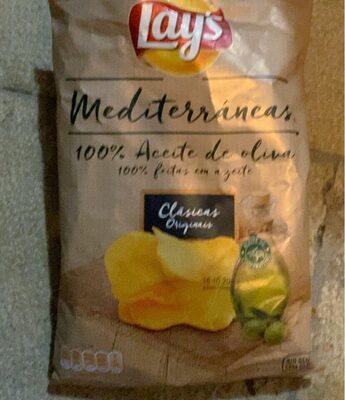 Lay's
Mediterráneas
100% Aceite de oliva
100% feitas em azeite
Clásicas
Originais